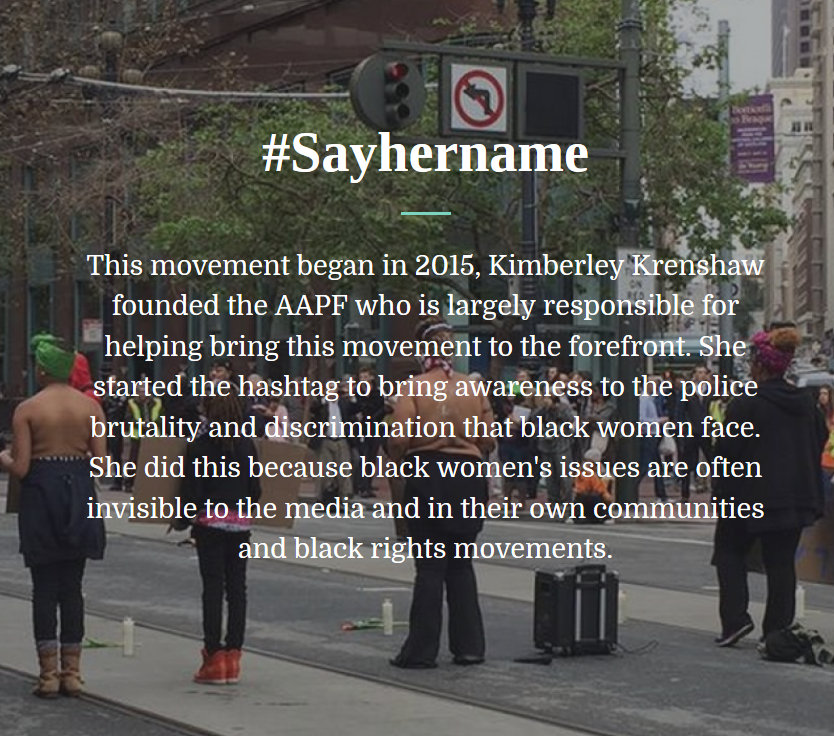 Botticelli
to Braque
#Sayhername
This movement began in 2015, Kimberley Krenshaw
founded the AAPF who is largely responsible for
helping bring this movement to the forefront. She
started the hashtag to bring awareness to the police
brutality and discrimination that black women face.
She did this because black women's issues are often
invisible to the media and in their own communities
and black rights movements.